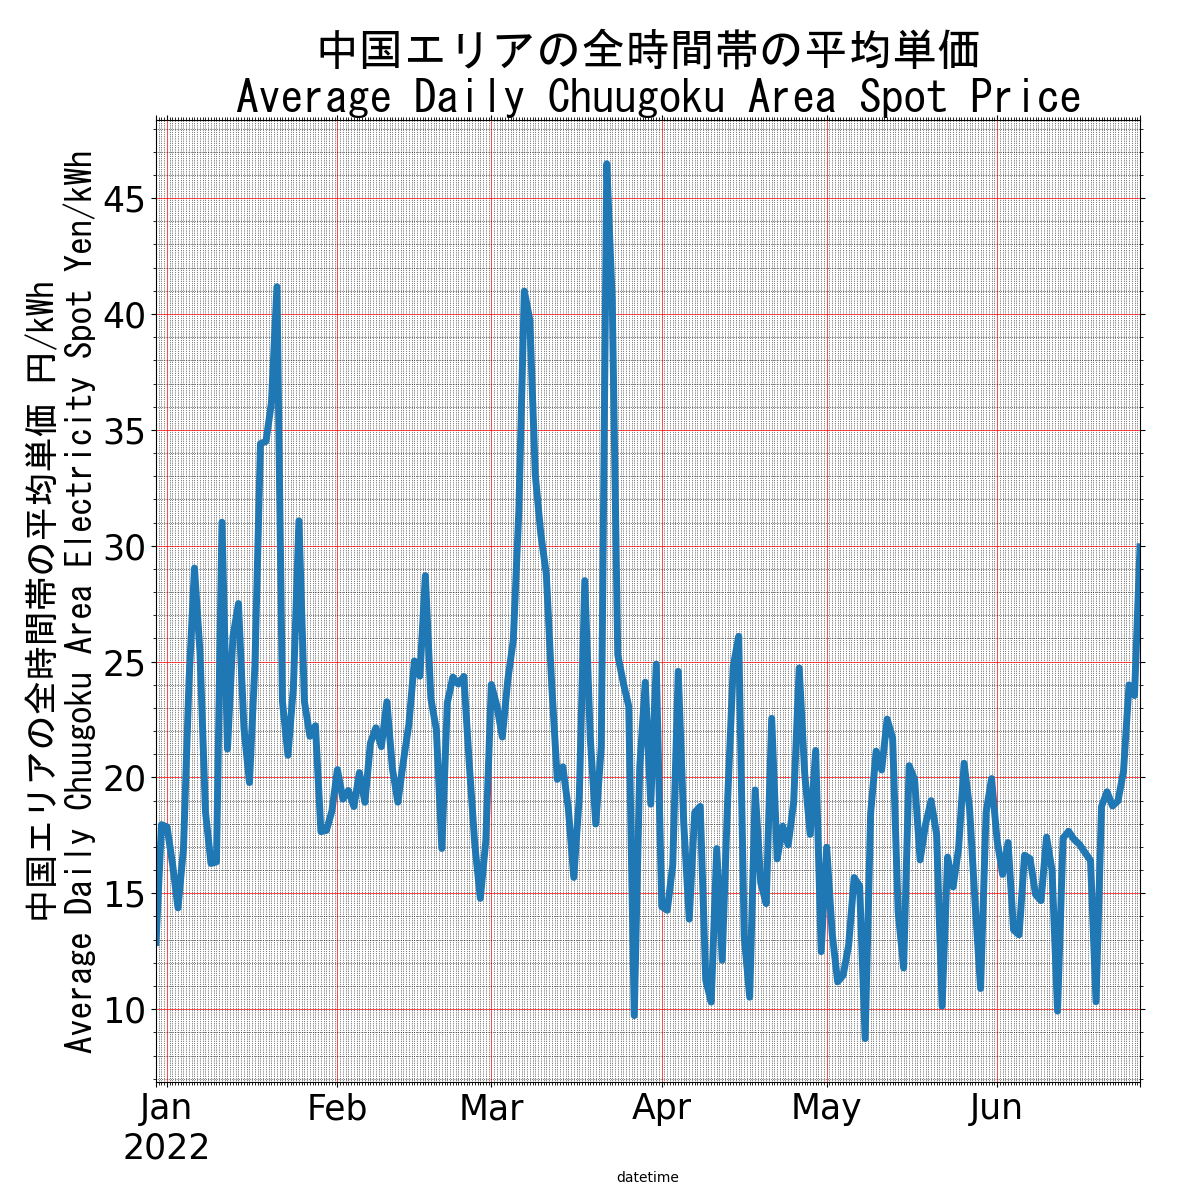 中国エリアの全時間帯の平均単価
Average Daily Chuugoku Area Spot Price
中国エリアの全時間帯の平均単価 円/kWh
Average Daily Chuugoku Area Electricity Spot Yen/kWh
45
40
35
30
25
20
15
10
Jan
2022
Feb
Mar
Apr
May
Jun
datetime